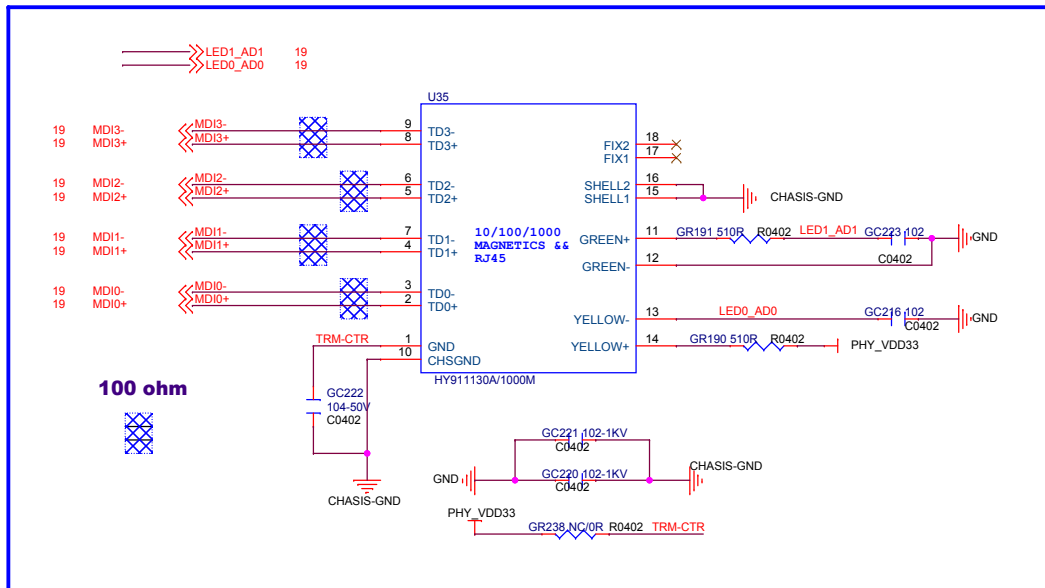 LED1_AD1 19
LED0_AD0 19
U35
19 MDI3- MDI3- 9 TD3-
19 MDI3+ MDI3+ 8 TD3+
FIX2 18
FIX1 17
19 MDI2- MDI2- 6 TD2-
19 MDI2+ MDI2+ 5 TD2+
SHELL2 16
SHELL1 15
CHASIS-GND
19 MDI1- MDI1- 7 TD1-
19 MDI1+ MDI1+ 4 TD1+
10/100/1000
MAGNETICS &&
RJ45
GREEN+ 11 GR191 510R R0402 LED1_AD1 GC223 102
C0402
GND
GREEN- 12
19 MDI0- MDI0- 3 TD0-
19 MDI0+ MDI0+ 2 TD0+
YELLOW- 13 LED0_AD0 GC216 102
C0402
GND
YELLOW+ 14 GR190 510R R0402 PHY_VDD33
TRM-CTR 1 GND
10 CHSGND
HY911130A/1000M
100 ohm
GC222
104-50V
C0402
CHASIS-GND
GC221 102-1KV
C0402
GND GC220 102-1KV CHASIS-GND
C0402
PHY_VDD33
GR238 NC/0R R0402 TRM-CTR